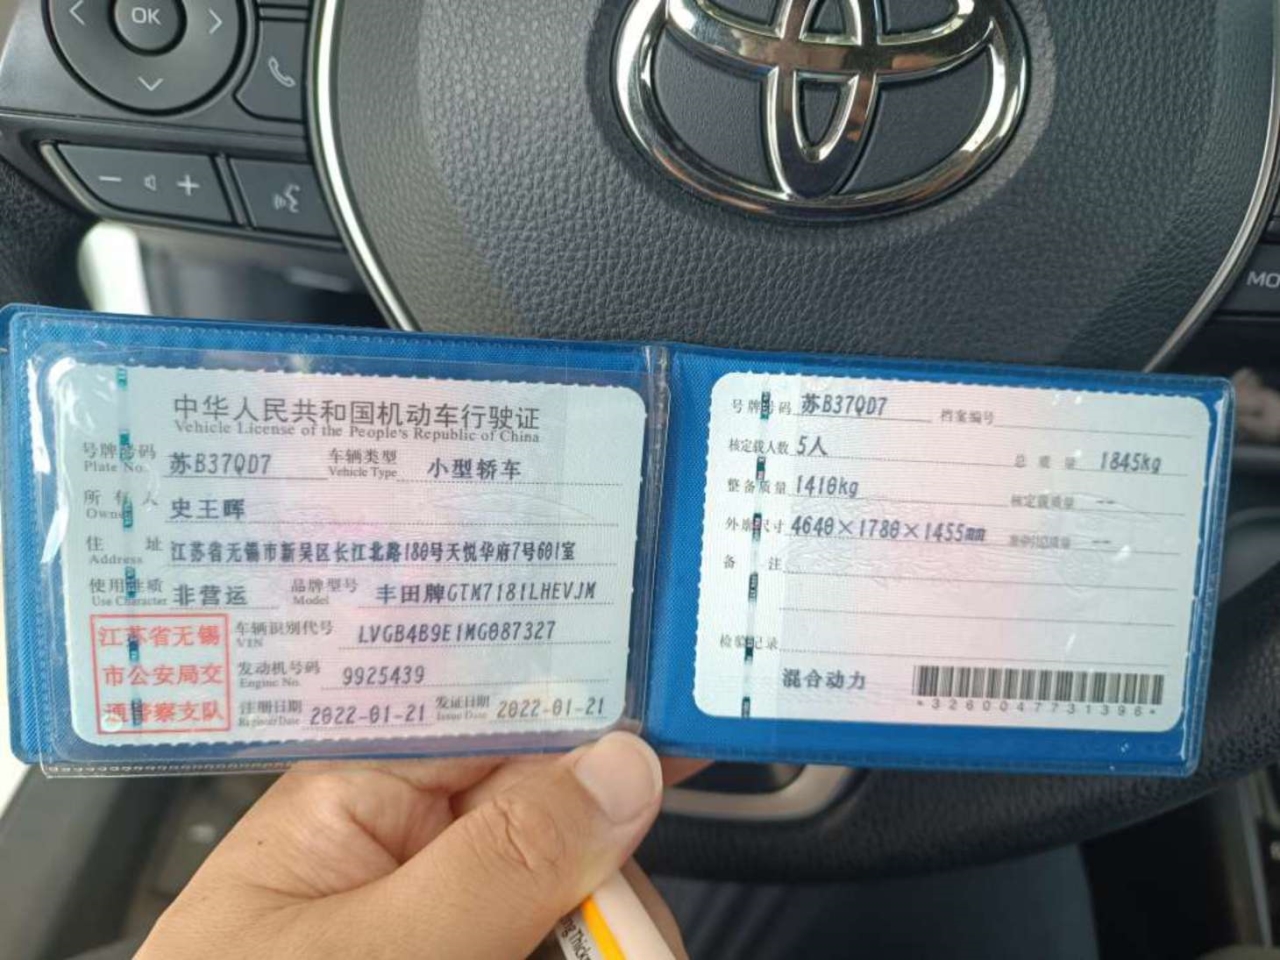 OK
MO
中华人民共和国机动车行驶证
Vehicle License of the People's Republic of China
号牌号码 Plate No. 苏B37QD7 车辆类型 Vehicle Type 小型轿车
所有人 Owner 史王晖
住址 Address 江苏省无锡市新吴区长江北路180号天悦华府7号601室
使用性质 Use Character 非营运 品牌型号 Model 丰田牌GTM7181LHEVJM
江苏省无锡市公安局交通警察支队
车辆识别代号 VIN LVGB4B9E1MG087327
发动机号码 Engine No. 9925439
注册日期 Register Date 2022-01-21 发证日期 Issue Date 2022-01-21
号牌号码 苏B37QD7 档案编号
核定载人数 5人 总质量 1845kg
整备质量 1410kg 核定载质量 --
外廓尺寸 4640×1780×1455mm 准牵引总质量 --
备注
检验记录
混合动力
*3260047731396*